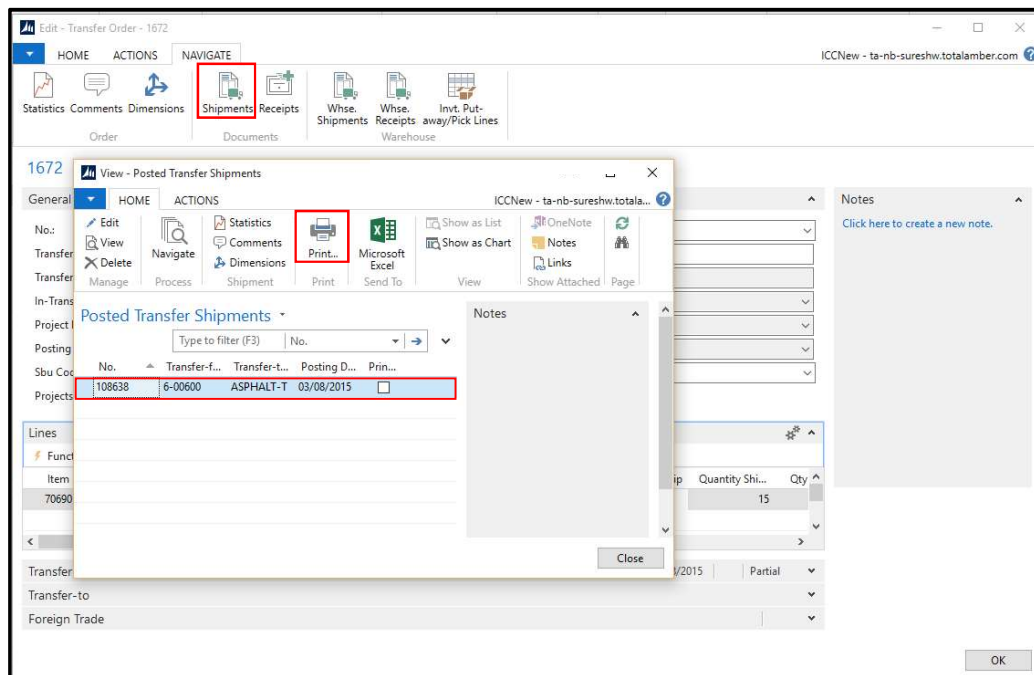 Edit - Transfer Order - 1672
HOME ACTIONS NAVIGATE ICCNew - ta-nb-sureshw.totalamber.com
Statistics Comments Dimensions Shipments Receipts Whse. Shipments Whse. Receipts Invt. Put-away/Pick Lines
Order Documents Warehouse
1672
View - Posted Transfer Shipments
HOME ACTIONS ICCNew - ta-nb-sureshw.totala...
Edit
View
Delete
Manage
Navigate
Process
Statistics
Comments
Dimensions
Shipment
Print...
Print
Microsoft Excel
Send To
Show as List
Show as Chart
View
OneNote
Notes
Links
Show Attached
Page
Posted Transfer Shipments
Type to filter (F3) No.
No. Transfer-f... Transfer-t... Posting D... Prin...
108638 6-00600 ASPHALT-T 03/08/2015
Notes
Close
General
No.:
Transfer
Transfer
In-Trans
Project
Posting
Sbu Coo
Projects
Lines
Funct
Item ip Quantity Shi... Qty
70690 15
Transfer /2015 Partial
Transfer-to
Foreign Trade
Notes
Click here to create a new note.
OK